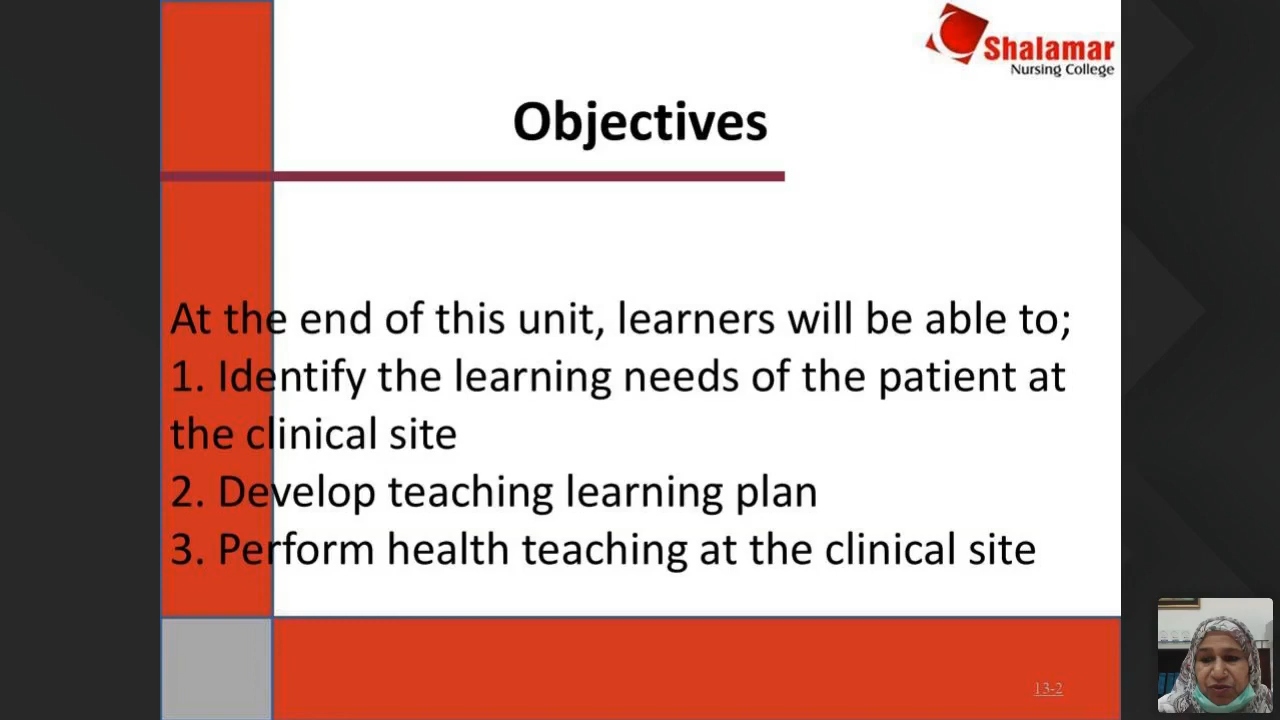 Shalamar
Nursing College
Objectives
At the end of this unit, learners will be able to;
1. Identify the learning needs of the patient at
the clinical site
2. Develop teaching learning plan
3. Perform health teaching at the clinical site
13-2